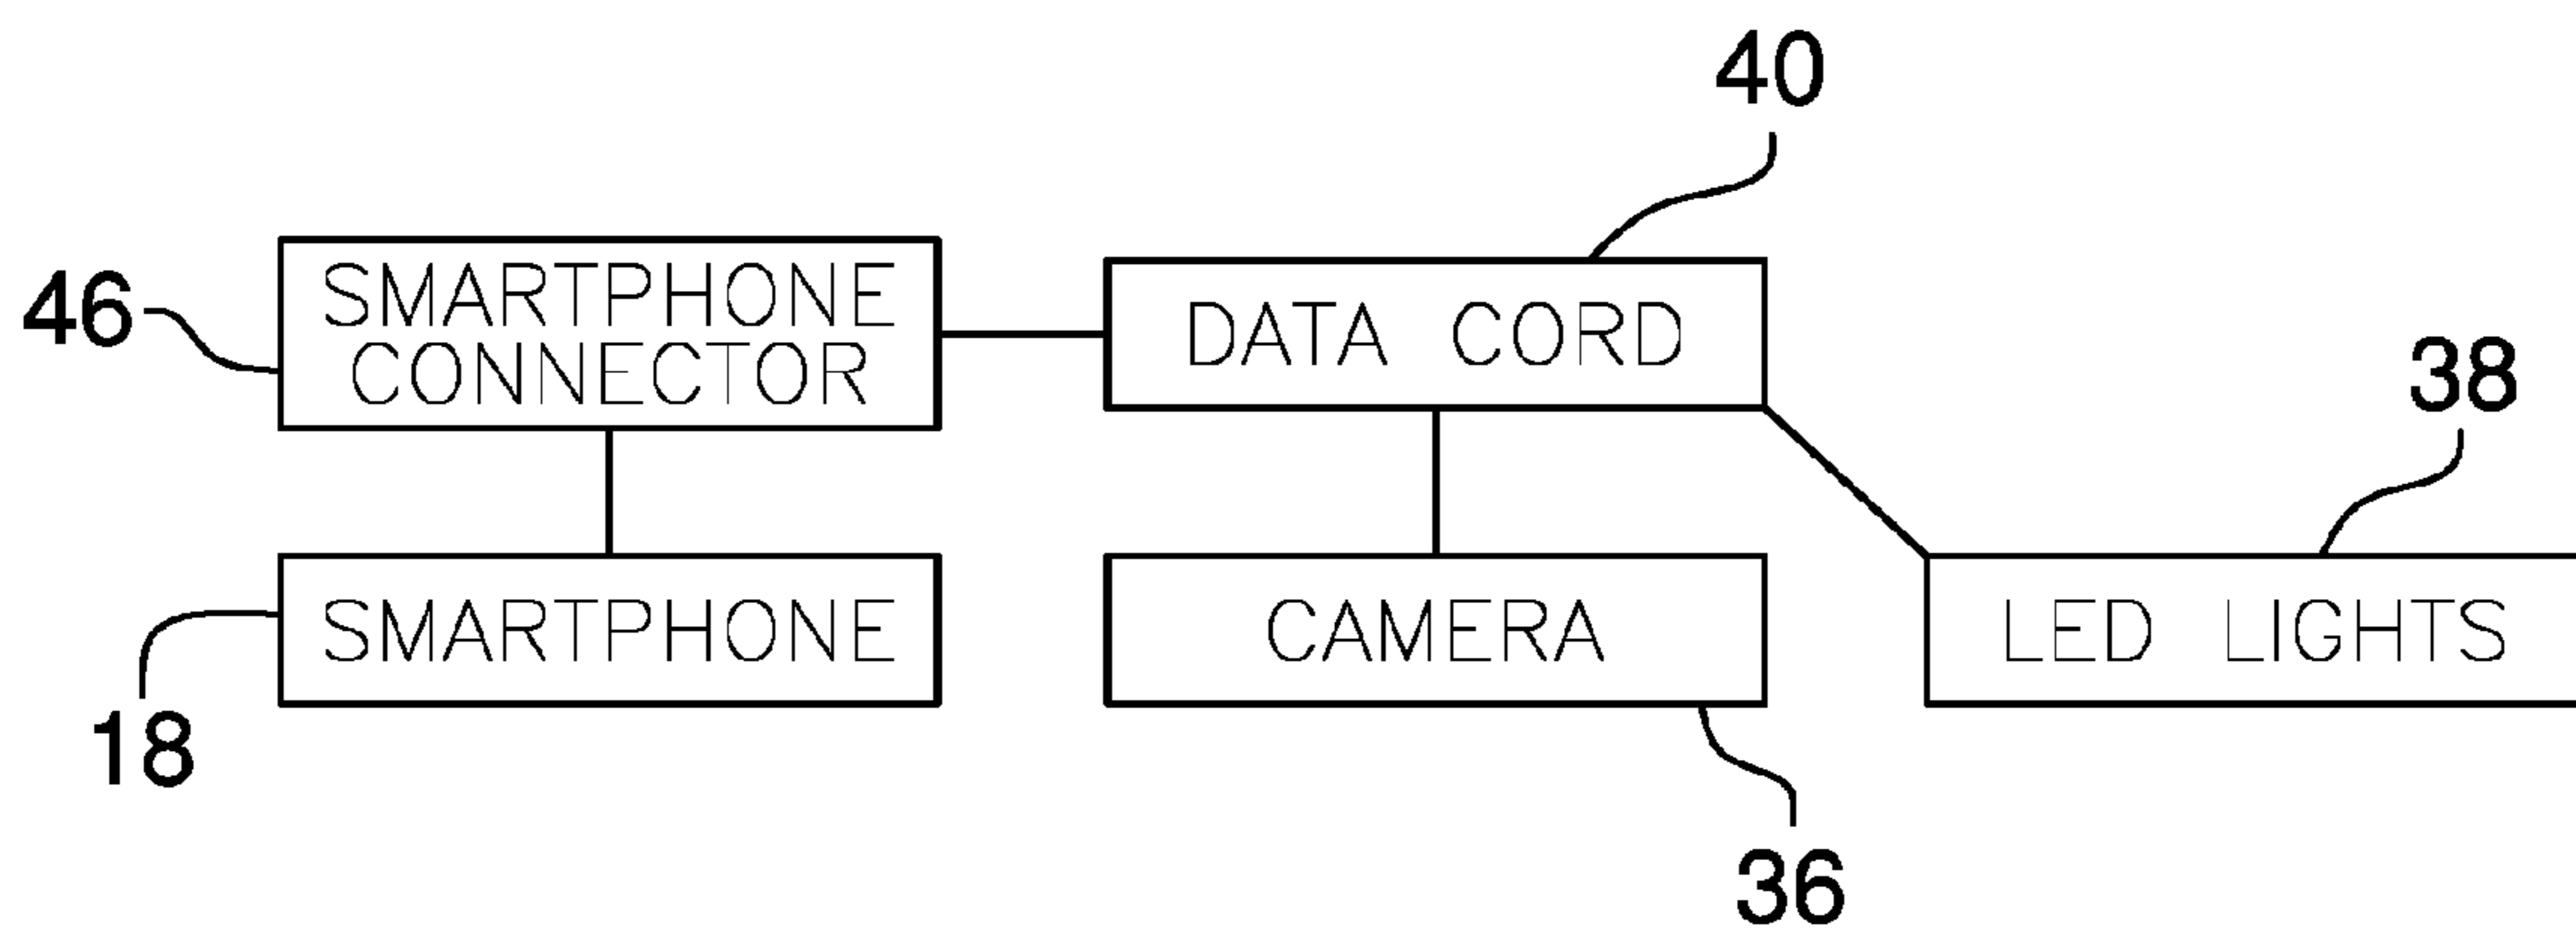 40
46
SMARTPHONE
CONNECTOR
DATA CORD
38
SMARTPHONE
CAMERA
LED LIGHTS
18
36